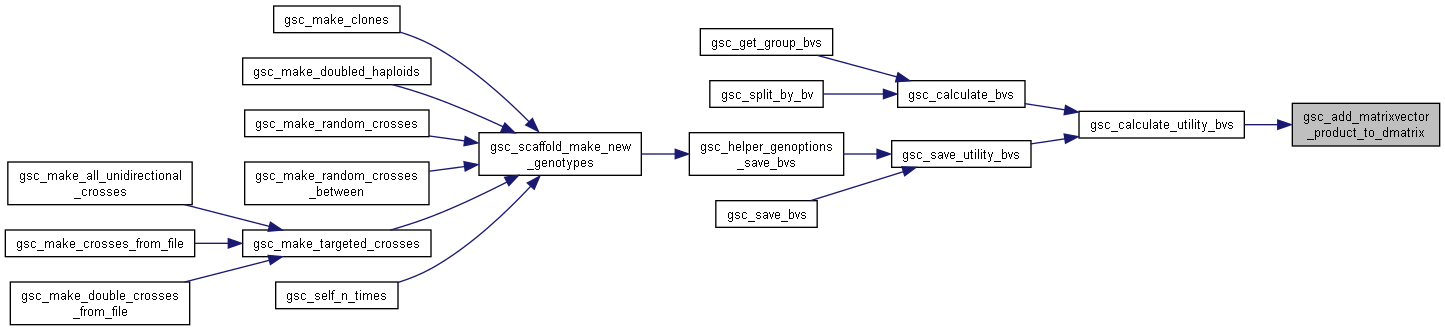 gsc_make_clones
gsc_make_doubled_haploids
gsc_make_random_crosses
gsc_make_all_unidirectional
_crosses
gsc_make_random_crosses
_between
gsc_make_crosses_from_file
gsc_make_targeted_crosses
gsc_make_double_crosses
_from_file
gsc_self_n_times
gsc_scaffold_make_new
_genotypes
gsc_get_group_bvs
gsc_split_by_bv
gsc_helper_genoptions
_save_bvs
gsc_save_bvs
gsc_calculate_bvs
gsc_save_utility_bvs
gsc_calculate_utility_bvs
gsc_add_matrixvector
_product_to_dmatrix